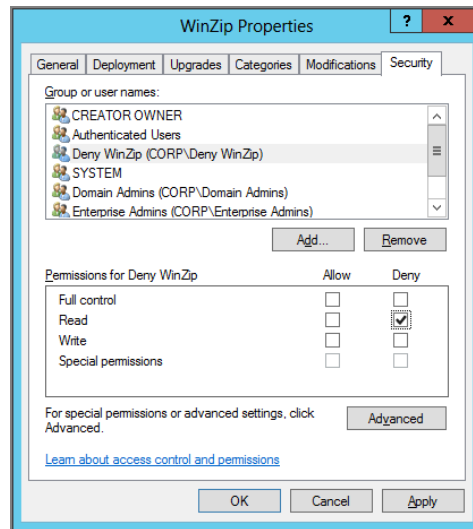 WinZip Properties
? x
General Deployment Upgrades Categories Modifications Security
Group or user names:
CREATOR OWNER
Authenticated Users
Deny WinZip (CORP\Deny WinZip)
SYSTEM
Domain Admins (CORP\Domain Admins)
Enterprise Admins (CORP\Enterprise Admins)
Add... Remove
Permissions for Deny WinZip Allow Deny
Full control
Read
Write
Special permissions
For special permissions or advanced settings, click
Advanced.
Advanced
Learn about access control and permissions
OK Cancel Apply